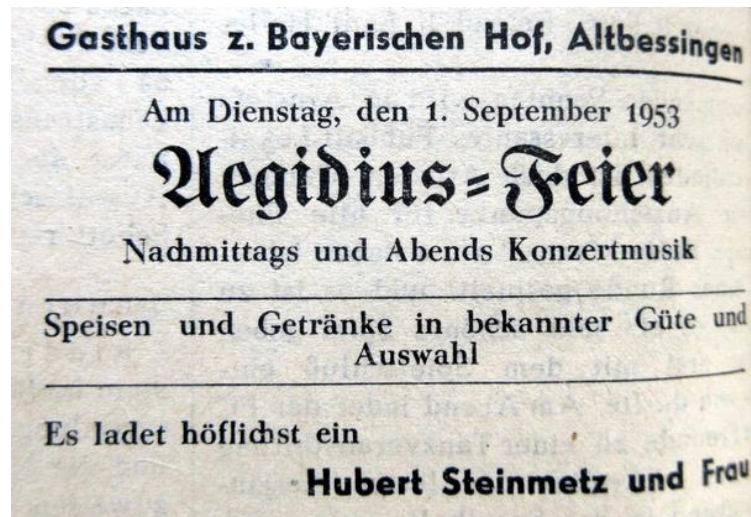 Gasthaus z. Bayerischen Hof, Altbessingen
Am Dienstag, den 1. September 1953
Aegidius=Feier
Nachmittags und Abends Konzertmusik
Speisen und Getränke in bekannter Güte und
Auswahl
Es ladet höflichst ein
Hubert Steinmetz und Frau